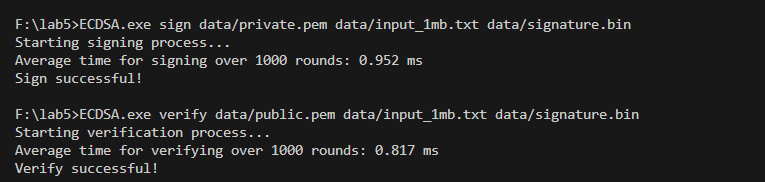 F:\lab5>ECDSA.exe sign data/private.pem data/input_1mb.txt data/signature.bin
Starting signing process...
Average time for signing over 1000 rounds: 0.952 ms
Sign successful!
F:\lab5>ECDSA.exe verify data/public.pem data/input_1mb.txt data/signature.bin
Starting verification process...
Average time for verifying over 1000 rounds: 0.817 ms
Verify successful!